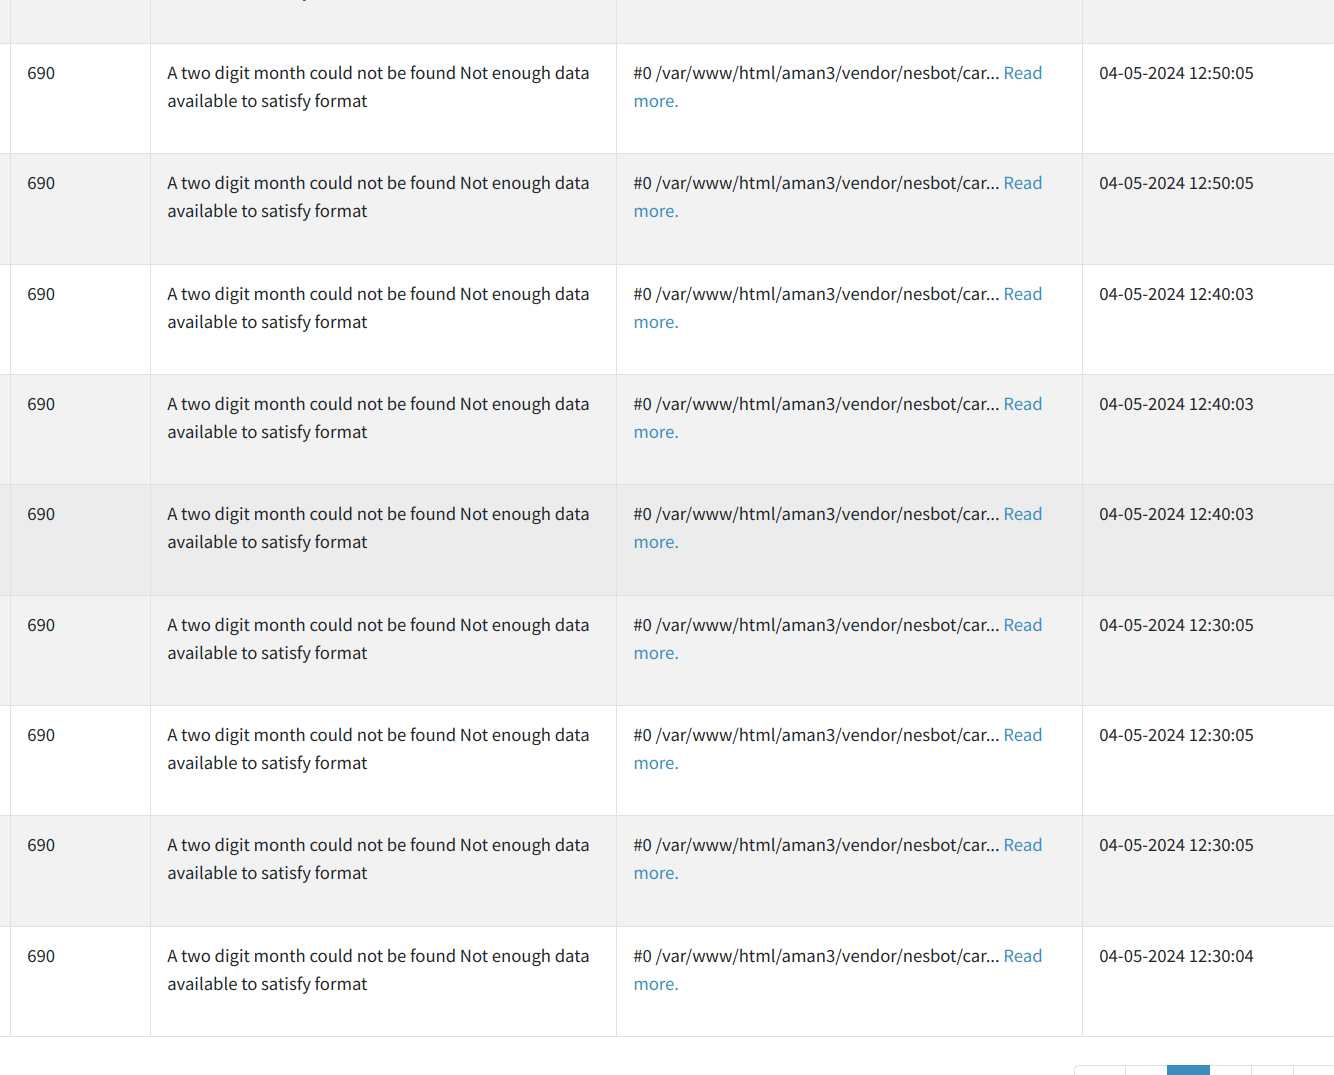 690
A two digit month could not be found Not enough data
available to satisfy format
#0 /var/www/html/aman3/vendor/nesbot/car... Read
more.
04-05-2024 12:50:05
690
A two digit month could not be found Not enough data
available to satisfy format
#0 /var/www/html/aman3/vendor/nesbot/car... Read
more.
04-05-2024 12:50:05
690
A two digit month could not be found Not enough data
available to satisfy format
#0 /var/www/html/aman3/vendor/nesbot/car... Read
more.
04-05-2024 12:40:03
690
A two digit month could not be found Not enough data
available to satisfy format
#0 /var/www/html/aman3/vendor/nesbot/car... Read
more.
04-05-2024 12:40:03
690
A two digit month could not be found Not enough data
available to satisfy format
#0 /var/www/html/aman3/vendor/nesbot/car... Read
more.
04-05-2024 12:40:03
690
A two digit month could not be found Not enough data
available to satisfy format
#0 /var/www/html/aman3/vendor/nesbot/car... Read
more.
04-05-2024 12:30:05
690
A two digit month could not be found Not enough data
available to satisfy format
#0 /var/www/html/aman3/vendor/nesbot/car... Read
more.
04-05-2024 12:30:05
690
A two digit month could not be found Not enough data
available to satisfy format
#0 /var/www/html/aman3/vendor/nesbot/car... Read
more.
04-05-2024 12:30:05
690
A two digit month could not be found Not enough data
available to satisfy format
#0 /var/www/html/aman3/vendor/nesbot/car... Read
more.
04-05-2024 12:30:04